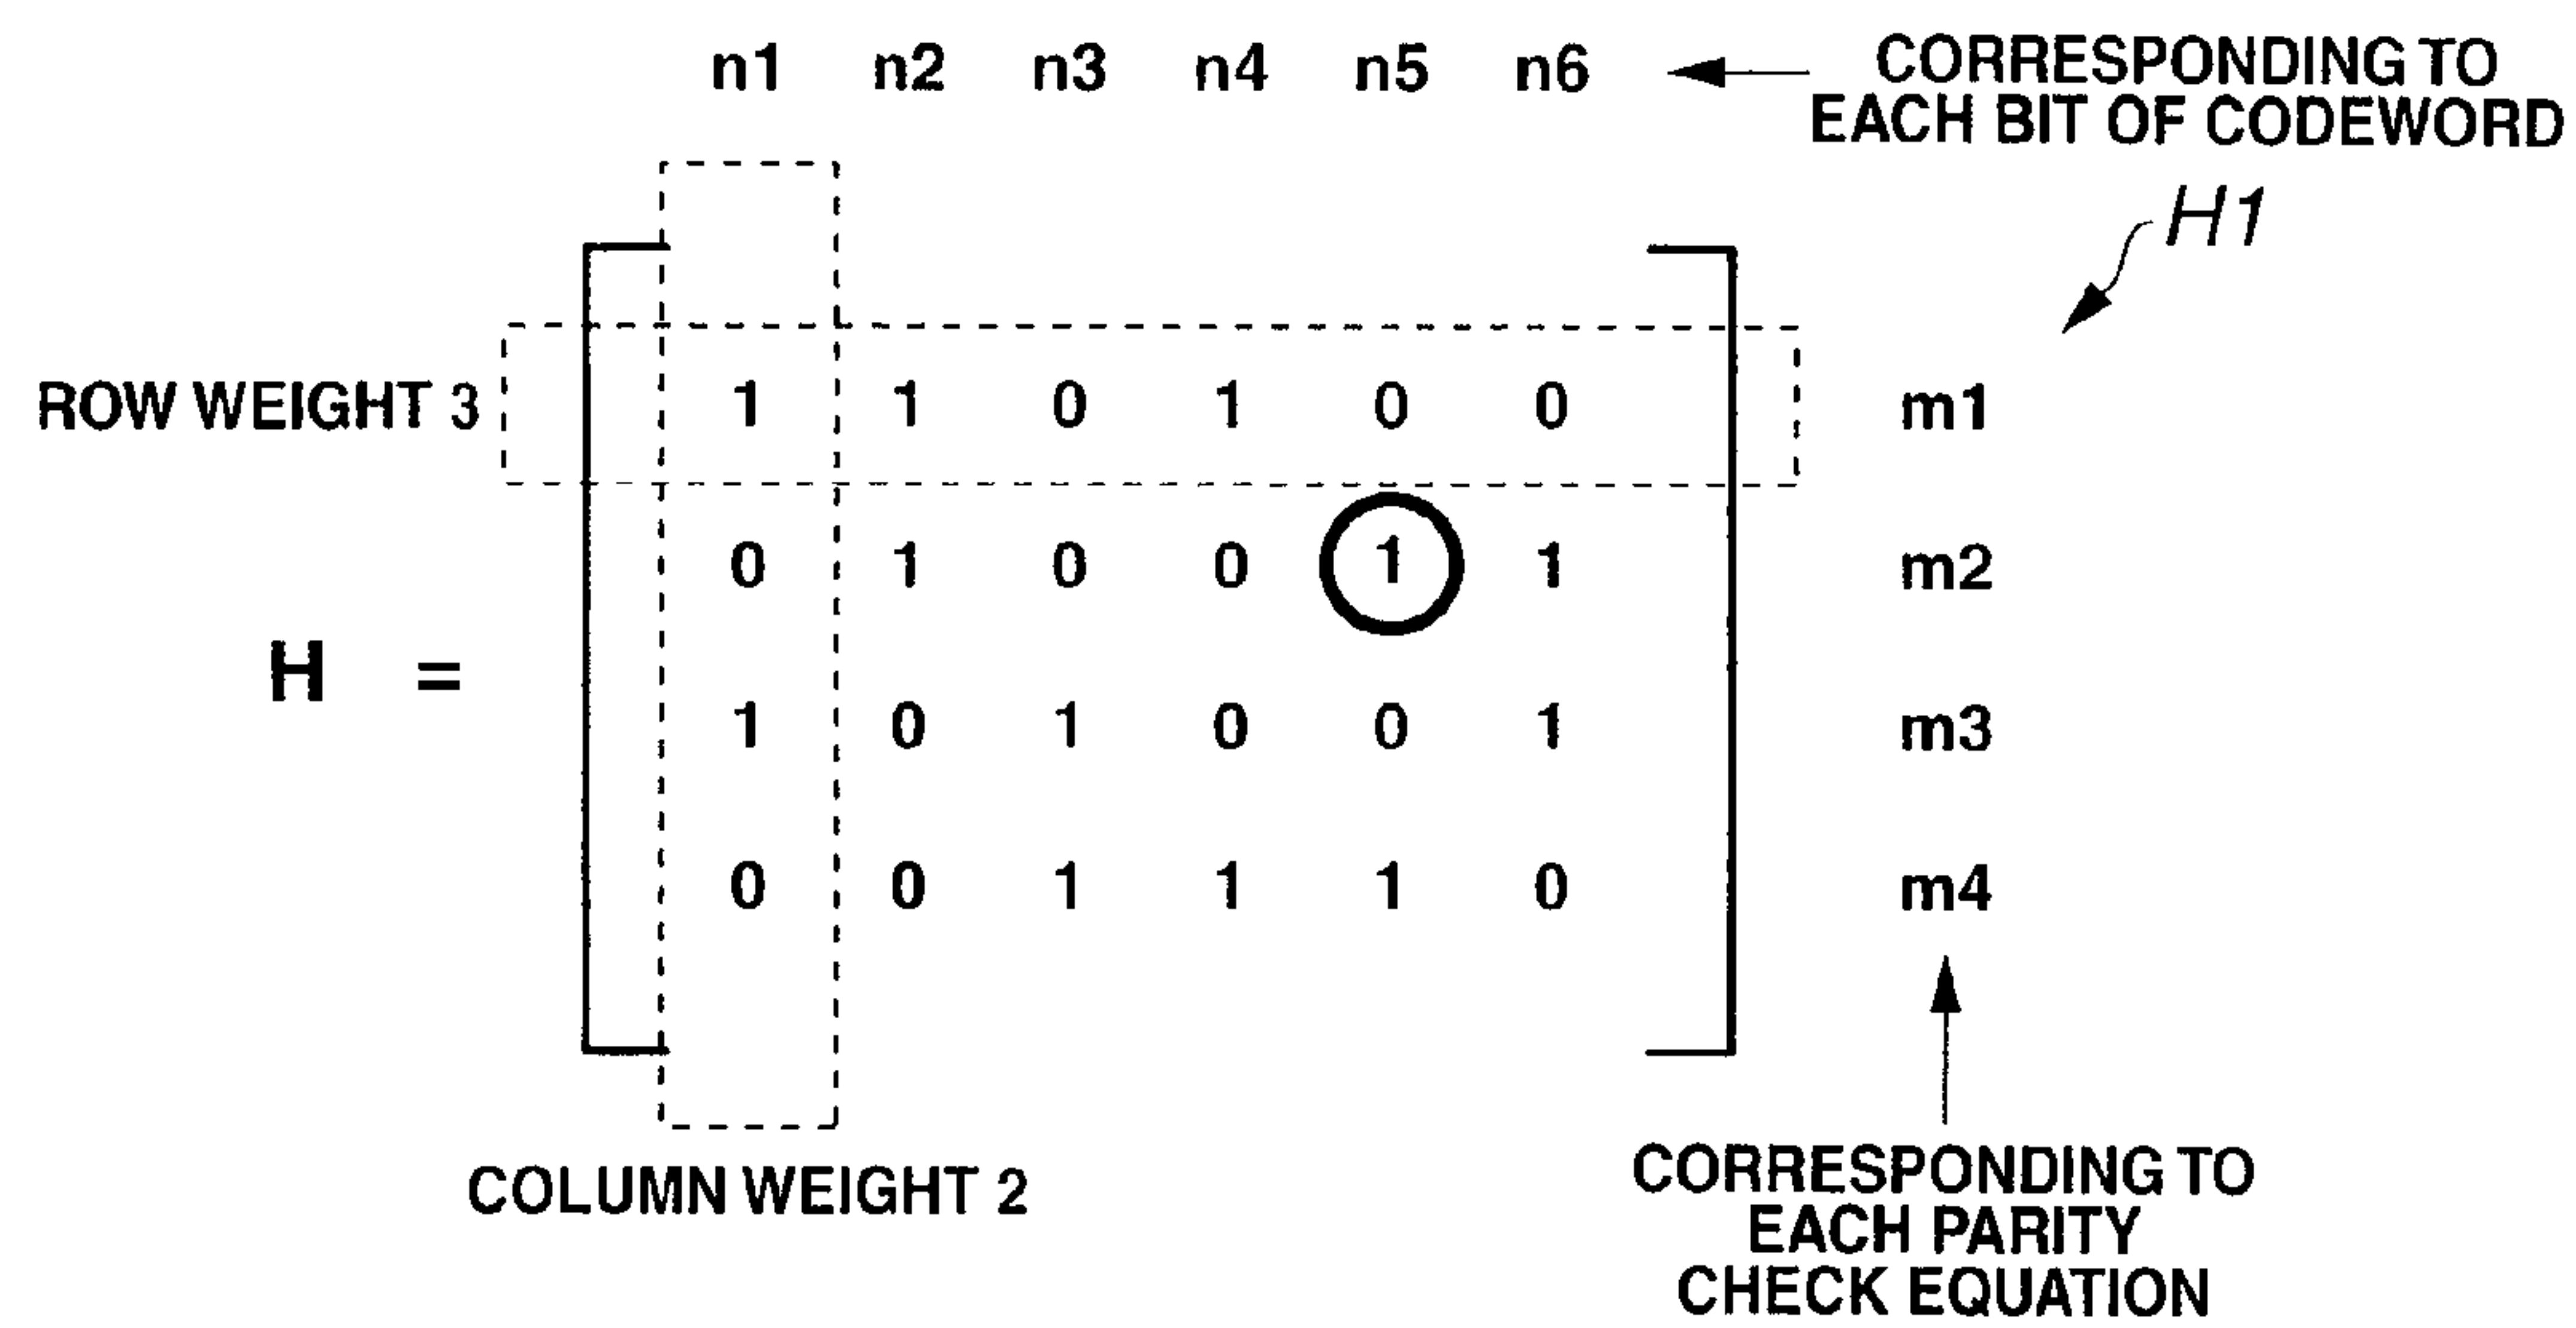 n1 n2 n3 n4 n5 n6
CORRESPONDING TO
EACH BIT OF CODEWORD
H1
ROW WEIGHT 3
1 1 0 1 0 0 m1
0 1 0 0 1 1 m2
H =
1 0 1 0 0 1 m3
0 0 1 1 1 0 m4
COLUMN WEIGHT 2
CORRESPONDING TO
EACH PARITY
CHECK EQUATION